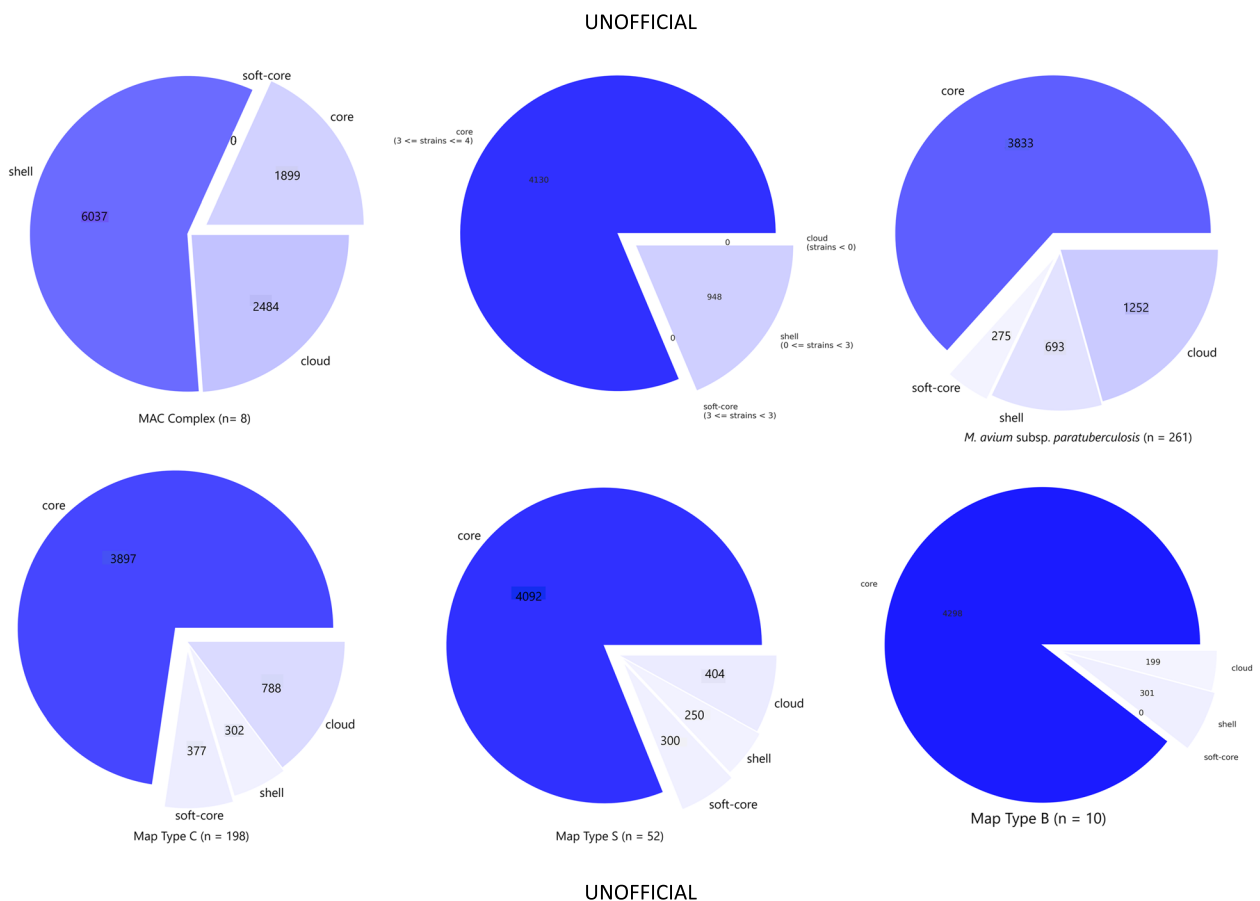 UNOFFICIAL
soft-core
core
0
shell
1899
6037
2484
cloud
MAC Complex (n= 8)
core
(3 <= strains <= 4)
4130
0
cloud
(strains < 0)
948
0
shell
(0 <= strains < 3)
soft-core
(3 <= strains < 3)
core
3833
1252
275
693
cloud
soft-core
shell
M. avium subsp. paratuberculosis (n = 261)
core
3897
788
302
377
cloud
shell
soft-core
Map Type C (n = 198)
core
4092
404
250
300
cloud
shell
soft-core
Map Type S (n = 52)
core
199
cloud
301
0
shell
soft-core
Map Type B (n = 10)
UNOFFICIAL